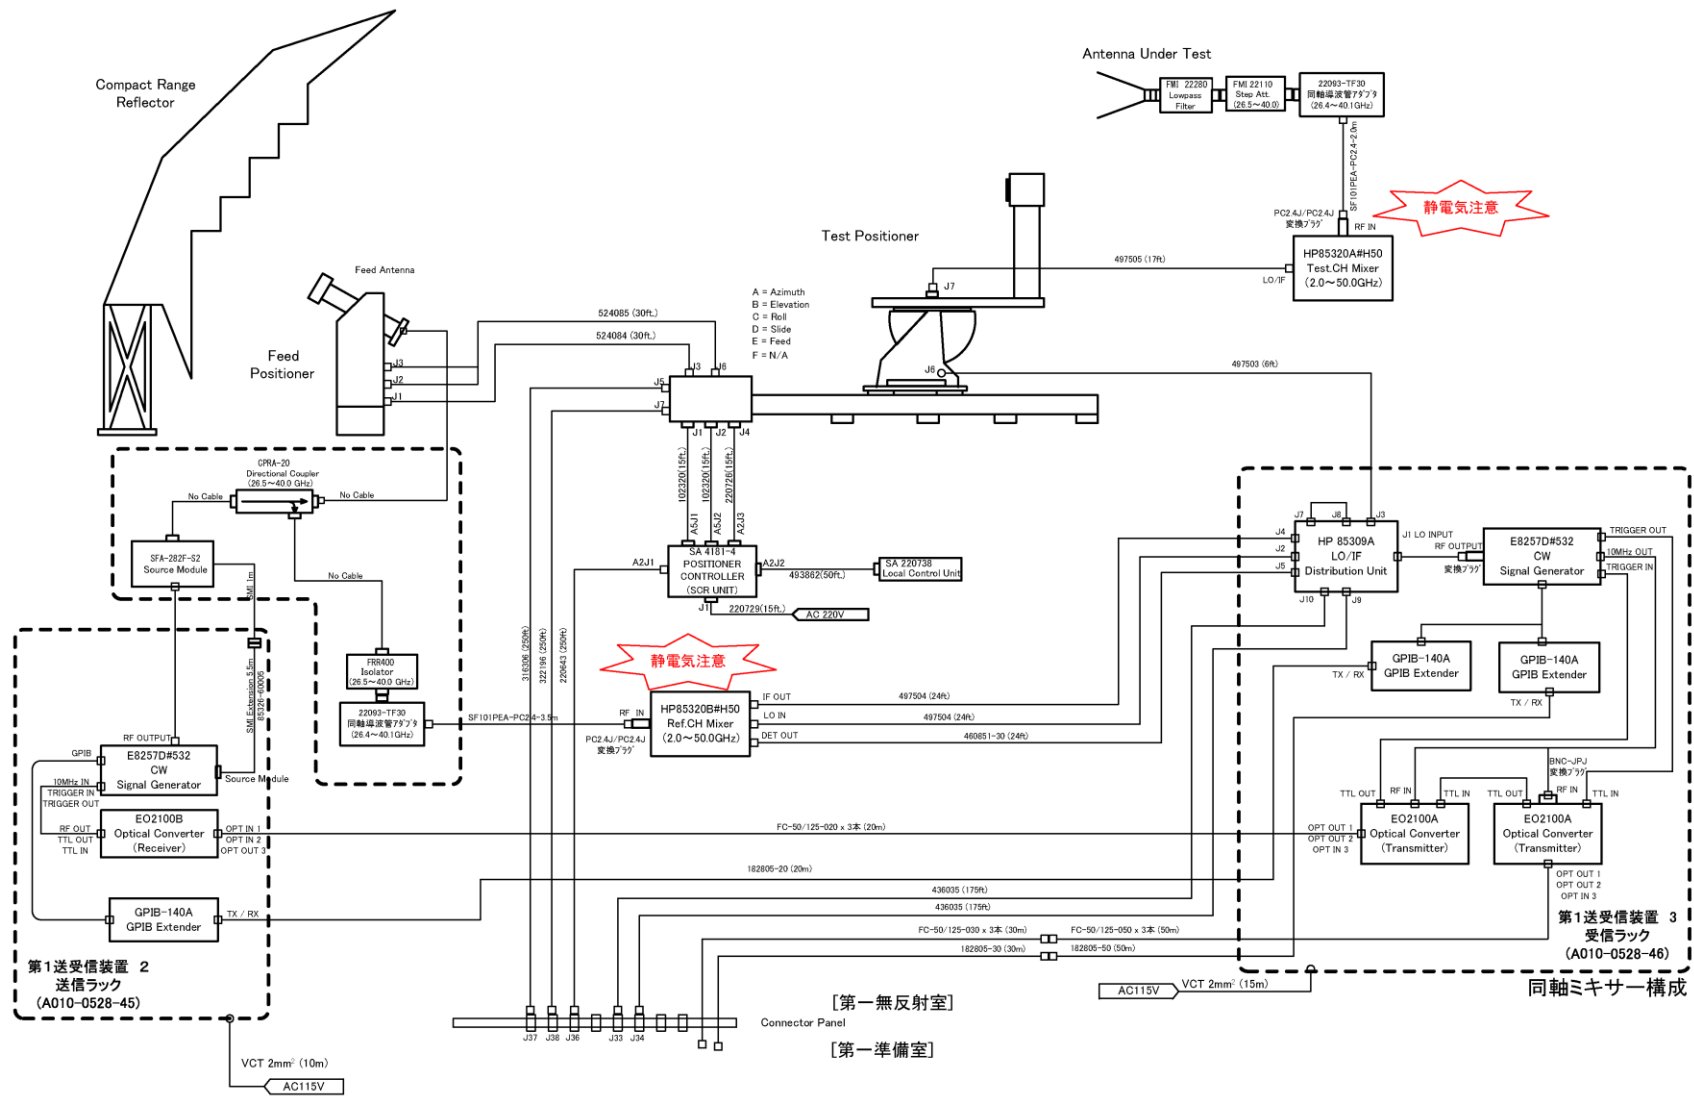 Compact Range
Reflector
Antenna Under Test
FMI 22280
Lowpass
Filter
FMI 22110
Step Att.
(26.5～40.0)
22093-TF30
同軸導波管アダプタ
(26.4～40.1GHz)
SF101PEA-PC2.4-2.0m
静電気注意
PC2.4J/PC2.4J
変換プラグ
RF IN
HP85320A#H50
Test.CH Mixer
(2.0～50.0GHz)
LO/IF
497505 (17ft)
Test Positioner
J7
J6
A = Azimuth
B = Elevation
C = Roll
D = Slide
E = Feed
F = N/A
Feed Antenna
Feed
Positioner
J3
J2
J1
524085 (30ft.)
524084 (30ft.)
J3
J6
J5
J7
J1
J2
J4
497503 (6ft)
102320(15ft.)
102320(15ft.)
220726(15ft.)
A5J1
A5J2
A2J3
SA 4181-4
POSITIONER
CONTROLLER
(SCR UNIT)
A2J1
A2J2
493862(50ft.)
SA 220738
Local Control Unit
J1
220729(15ft.)
AC 220V
316306 (250ft)
322196 (250ft)
220643 (250ft)
GPRA-20
Directional Coupler
(26.5～40.0 GHz)
No Cable
No Cable
No Cable
SFA-282F-S2
Source Module
SMI 1m
SMI Extension 5.5m
85326-60005
FRR400
Isolator
(26.5～40.0 GHz)
22093-TF30
同軸導波管アダプタ
(26.4～40.1GHz)
SF101PEA-PC2.4-3.5m
静電気注意
RF IN
PC2.4J/PC2.4J
変換プラグ
HP85320B#H50
Ref.CH Mixer
(2.0～50.0GHz)
IF OUT
LO IN
DET OUT
497504 (24ft)
497504 (24ft)
460851-30 (24ft)
J7
J8
J3
J4
J2
J5
HP 85309A
LO/IF
Distribution Unit
J10
J9
J1 LO INPUT
RF OUTPUT
変換プラグ
E8257D#532
CW
Signal Generator
TRIGGER OUT
10MHz OUT
TRIGGER IN
GPIB-140A
GPIB Extender
TX / RX
GPIB-140A
GPIB Extender
TX / RX
BNC-JPJ
変換プラグ
TTL OUT
RF IN
TTL IN
TTL OUT
RF IN
TTL IN
EO2100A
Optical Converter
(Transmitter)
EO2100A
Optical Converter
(Transmitter)
OPT OUT 1
OPT OUT 2
OPT IN 3
OPT OUT 1
OPT OUT 2
OPT IN 3
第1送受信装置 3
受信ラック
(A010-0528-46)
同軸ミキサー構成
AC115V
VCT 2mm² (15m)
RF OUTPUT
GPIB
E8257D#532
CW
Signal Generator
Source Module
10MHz IN
TRIGGER IN
TRIGGER OUT
EO2100B
Optical Converter
(Receiver)
RF OUT
TTL OUT
TTL IN
OPT IN 1
OPT IN 2
OPT OUT 3
FC-50/125-020 x 3本 (20m)
182805-20 (20m)
GPIB-140A
GPIB Extender
TX / RX
第1送受信装置 2
送信ラック
(A010-0528-45)
436035 (175ft)
436035 (175ft)
FC-50/125-030 x 3本 (30m)
FC-50/125-050 x 3本 (50m)
182805-30 (30m)
182805-50 (50m)
[第一無反射室]
Connector Panel
[第一準備室]
J37
J38
J36
J33
J34
VCT 2mm² (10m)
AC115V